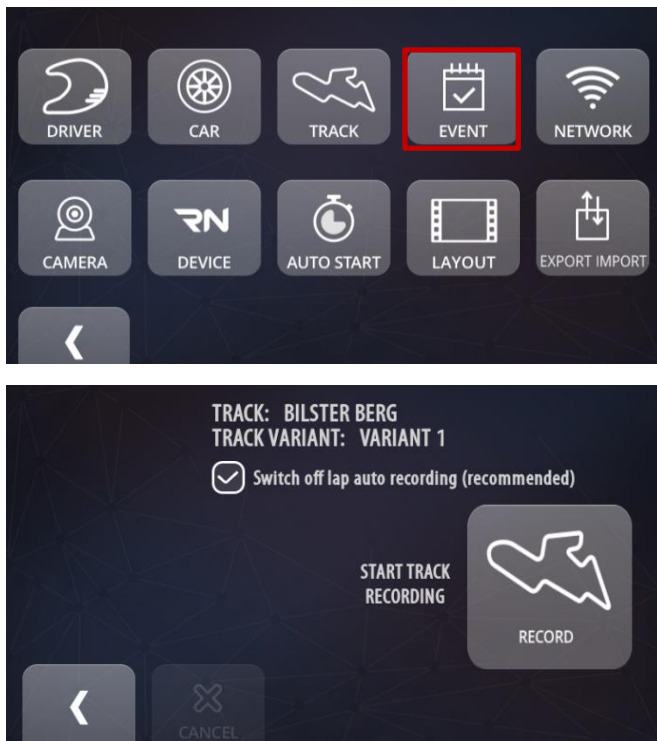 DRIVER CAR TRACK EVENT NETWORK
RN
CAMERA DEVICE AUTO START LAYOUT EXPORT IMPORT
TRACK: BILSTER BERG
TRACK VARIANT: VARIANT 1
Switch off lap auto recording (recommended)
START TRACK
RECORDING
RECORD
CANCEL